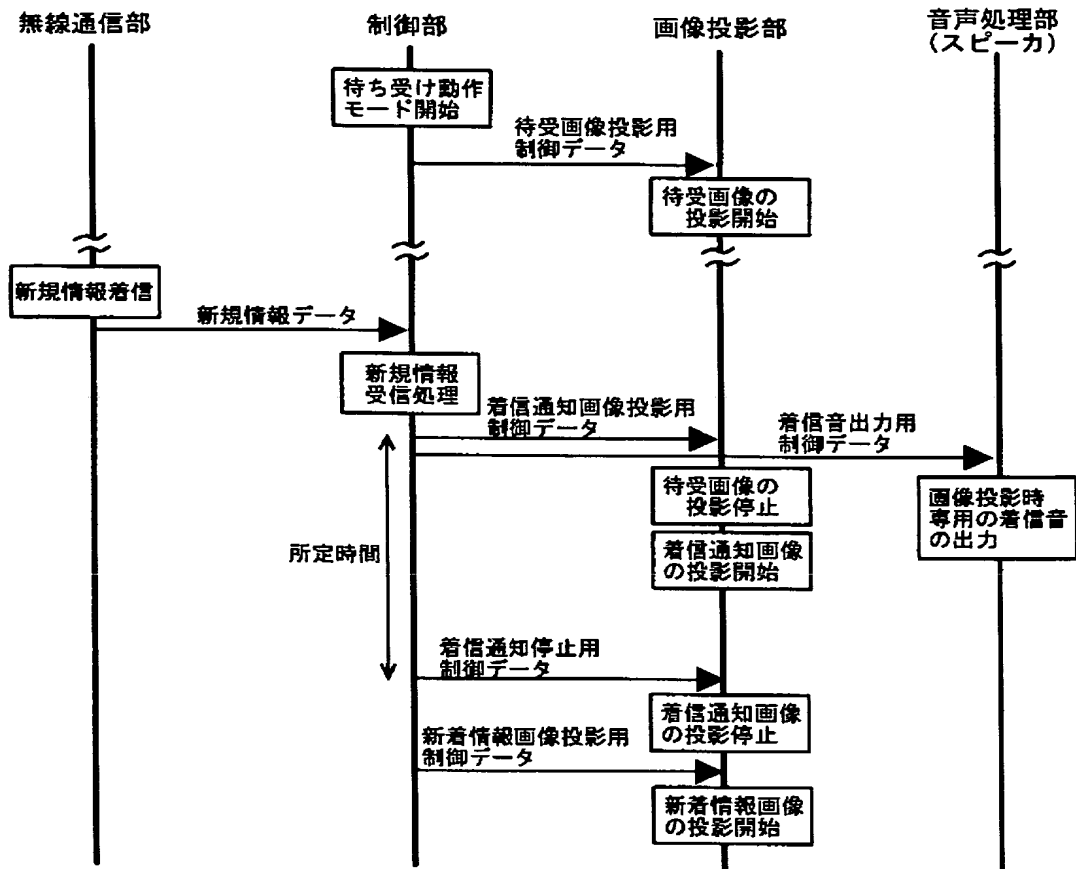 無線通信部
制御部
画像投影部
音声処理部
(スピーカ)
待ち受け動作
モード開始
待受画像投影用
制御データ
待受画像の
投影開始
新規情報着信
新規情報データ
新規情報
受信処理
着信通知画像投影用
制御データ
着信音出力用
制御データ
待受画像の
投影停止
画像投影時
専用の着信音
の出力
着信通知画像
の投影開始
所定時間
着信通知停止用
制御データ
着信通知画像
の投影停止
新着情報画像投影用
制御データ
新着情報画像
の投影開始